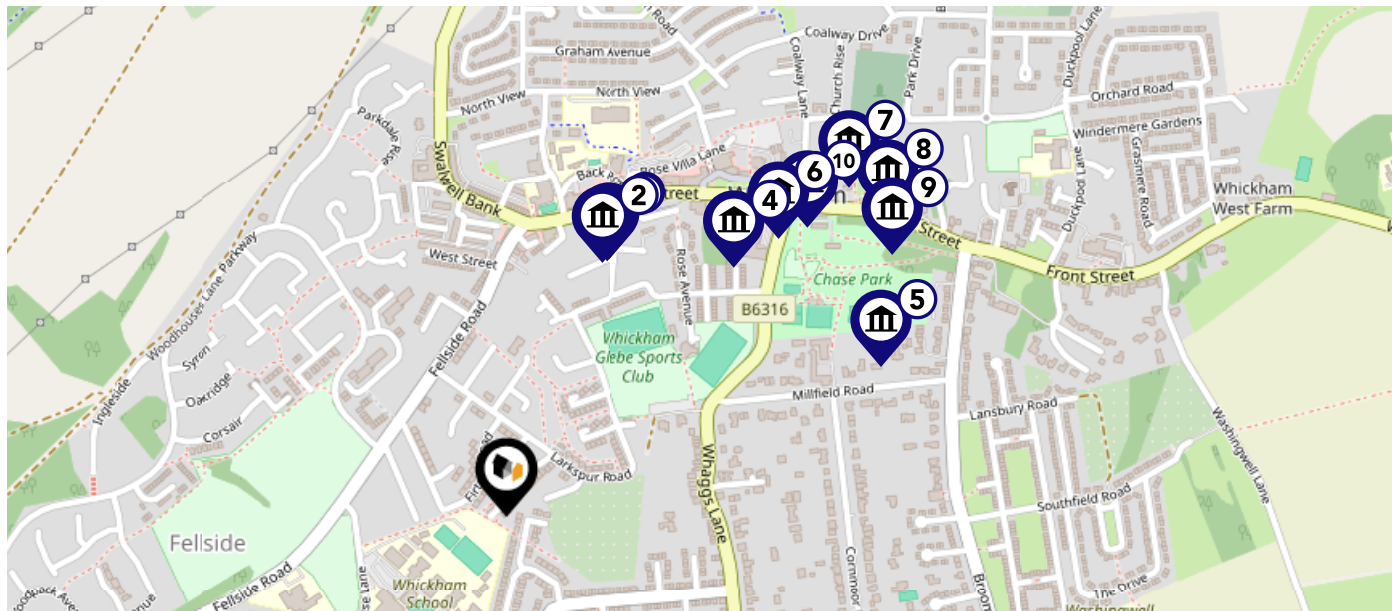 Coalway Drive
Graham Avenue
Coalway Lane
Church Rise
Park Drive
Duckpool Lane
North View
North View
Orchard Road
Parkdale Rise
Swalwell Bank
Rose Villa Lane
Windermere Gardens
Grasmere Road
Duckpool Lane
7
8
10
6
9
2
4
Street
Whickham
West Farm
West Street
Street
Front Street
Woodhouses Lane Parkway
Rose Avenue
Chase Park
B6316
5
Fellside Road
Whickham
Glebe Sports
Club
Syron
Oakridge
Ingleside
Corsair
Millfield Road
Lansbury Road
Washingwell Lane
Larkspur Road
Whaggs Lane
Southfield Road
Fellside
Whickham
School
Fellside Road
The Drive
Washingwell